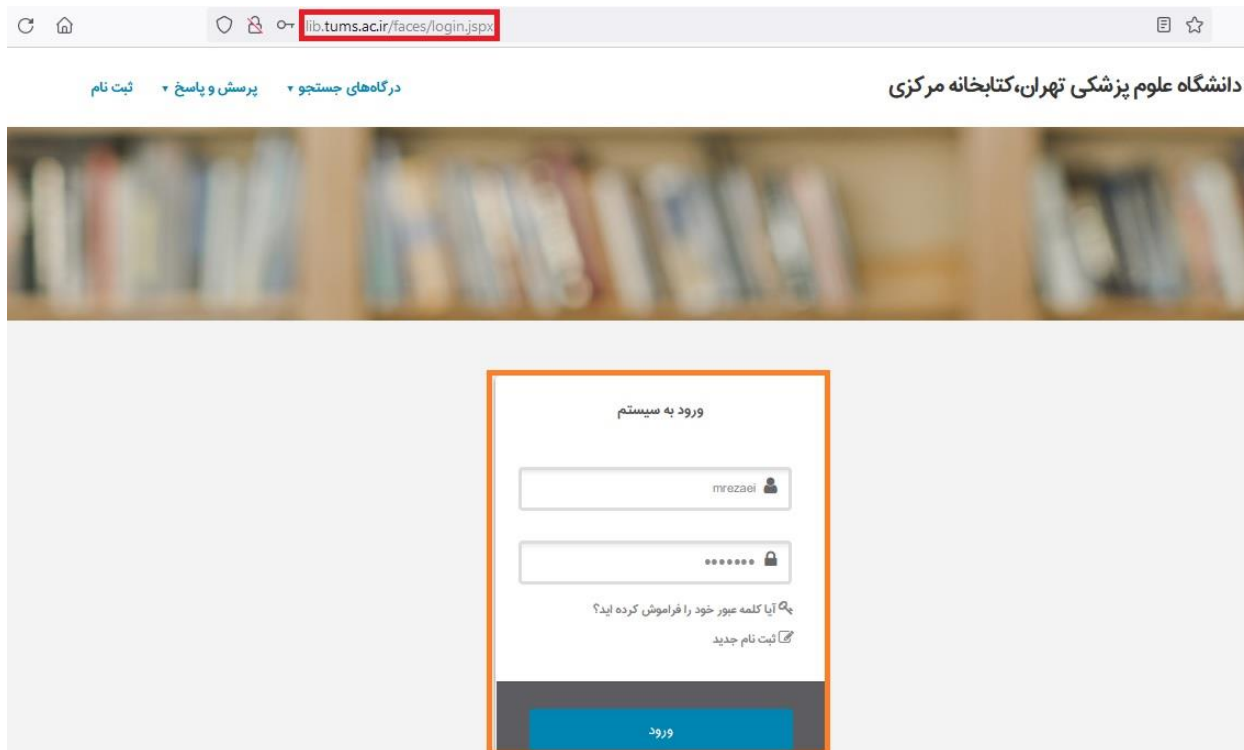 lib.tums.ac.ir/faces/login.jspx
دانشگاه علوم پزشکی تهران،کتابخانه مرکزی
درگاه‌های جستجو ▾ پرسش و پاسخ ▾ ثبت نام
ورود به سیستم
mrezaei
•••••••
آیا کلمه عبور خود را فراموش کرده اید؟
ثبت نام جدید
ورود